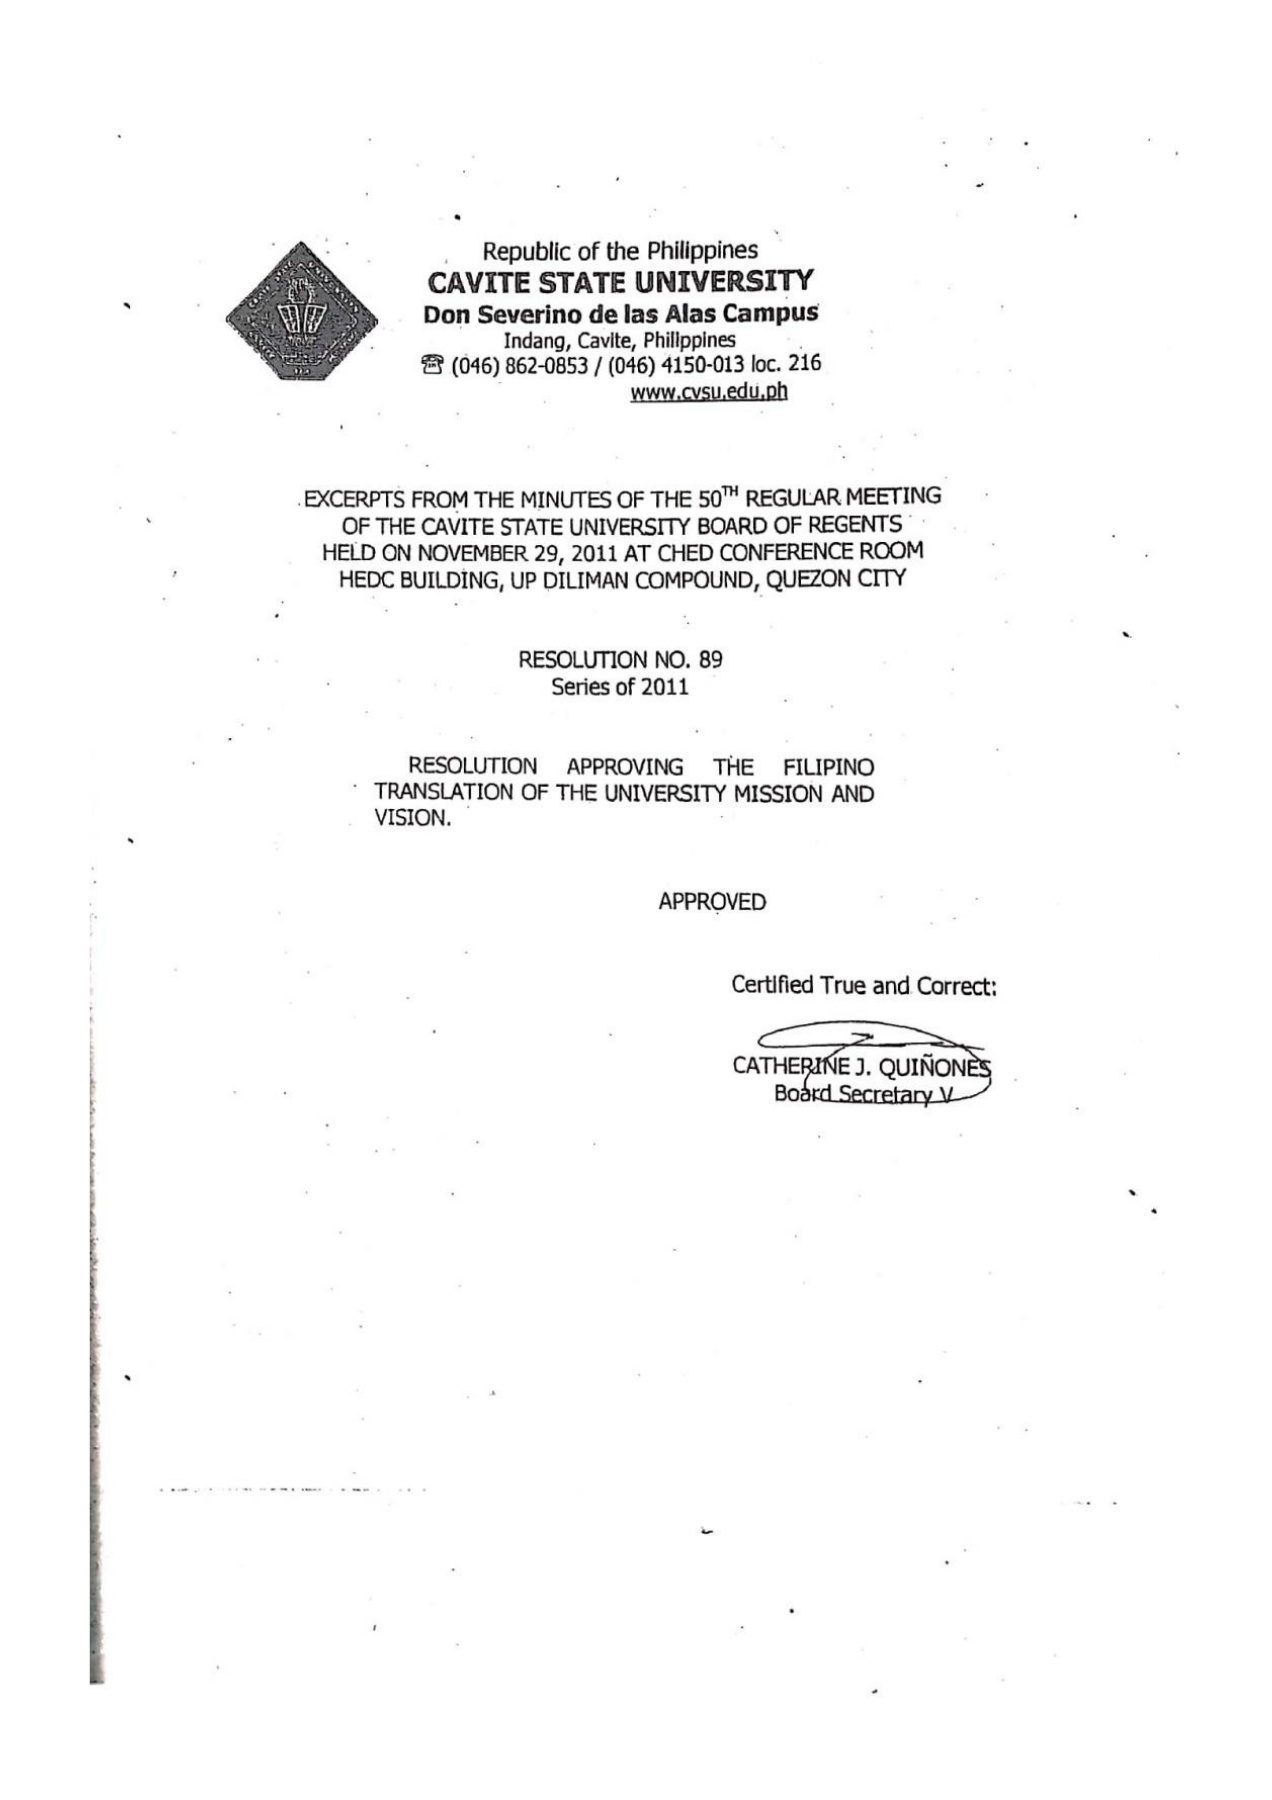 Republic of the Philippines
CAVITE STATE UNIVERSITY
Don Severino de las Alas Campus
Indang, Cavite, Philippines
☎ (046) 862-0853 / (046) 4150-013 loc. 216
www.cvsu.edu.ph
EXCERPTS FROM THE MINUTES OF THE 50TH REGULAR MEETING
OF THE CAVITE STATE UNIVERSITY BOARD OF REGENTS
HELD ON NOVEMBER 29, 2011 AT CHED CONFERENCE ROOM
HEDC BUILDING, UP DILIMAN COMPOUND, QUEZON CITY
RESOLUTION NO. 89
Series of 2011
RESOLUTION APPROVING THE FILIPINO
TRANSLATION OF THE UNIVERSITY MISSION AND
VISION.
APPROVED
Certified True and Correct:
CATHERINE J. QUIÑONES
Board Secretary V